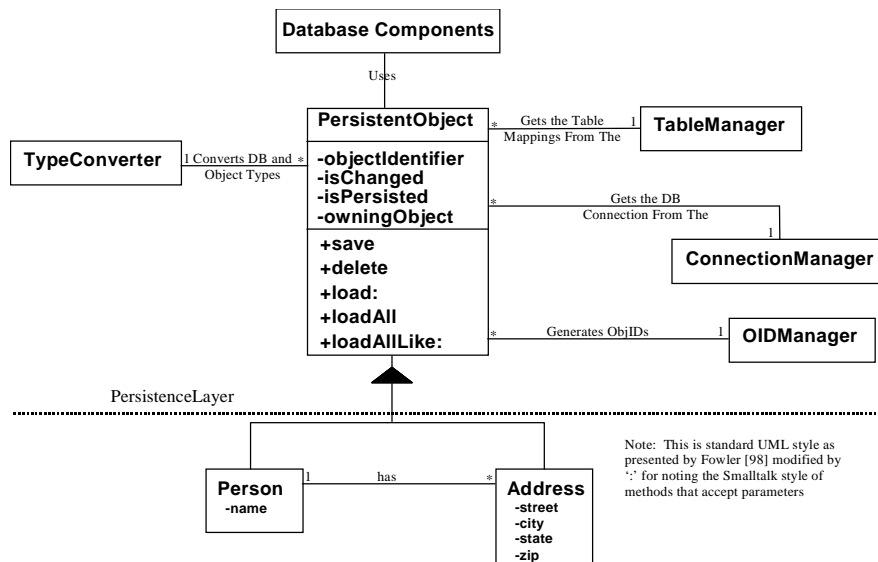 Database Components
Uses
PersistentObject
-objectIdentifier
-isChanged
-isPersisted
-owningObject
+save
+delete
+load:
+loadAll
+loadAllLike:
TypeConverter
1 Converts DB and *
Object Types
* Gets the Table 1
Mappings From The
TableManager
* Gets the DB
Connection From The
1
ConnectionManager
* Generates ObjIDs 1
OIDManager
PersistenceLayer
Person
-name
1 has *
Address
-street
-city
-state
-zip
Note: This is standard UML style as
presented by Fowler [98] modified by
‘:’ for noting the Smalltalk style of
methods that accept parameters